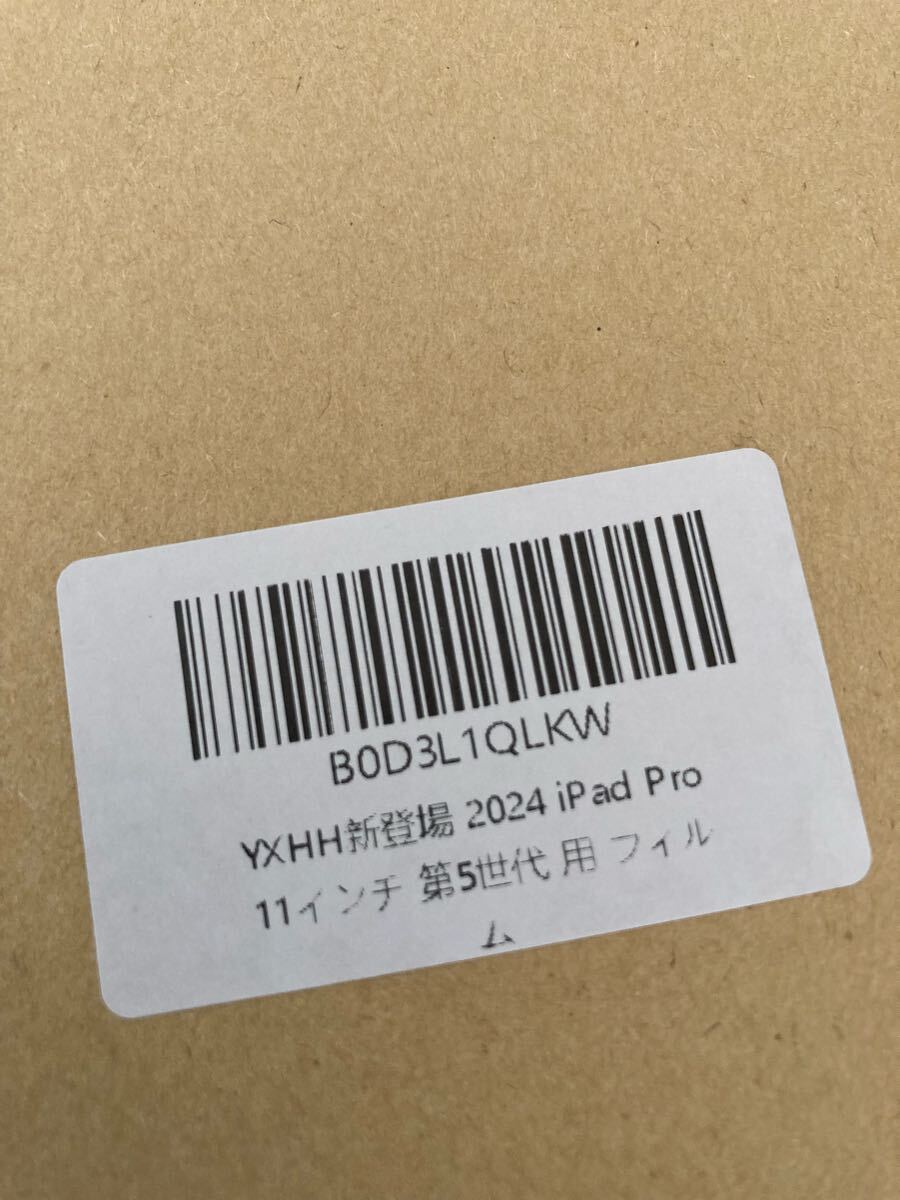 B0D3L1QLKW
YXHH新登場 2024 iPad Pro
11インチ 第5世代 用 フィル
ム